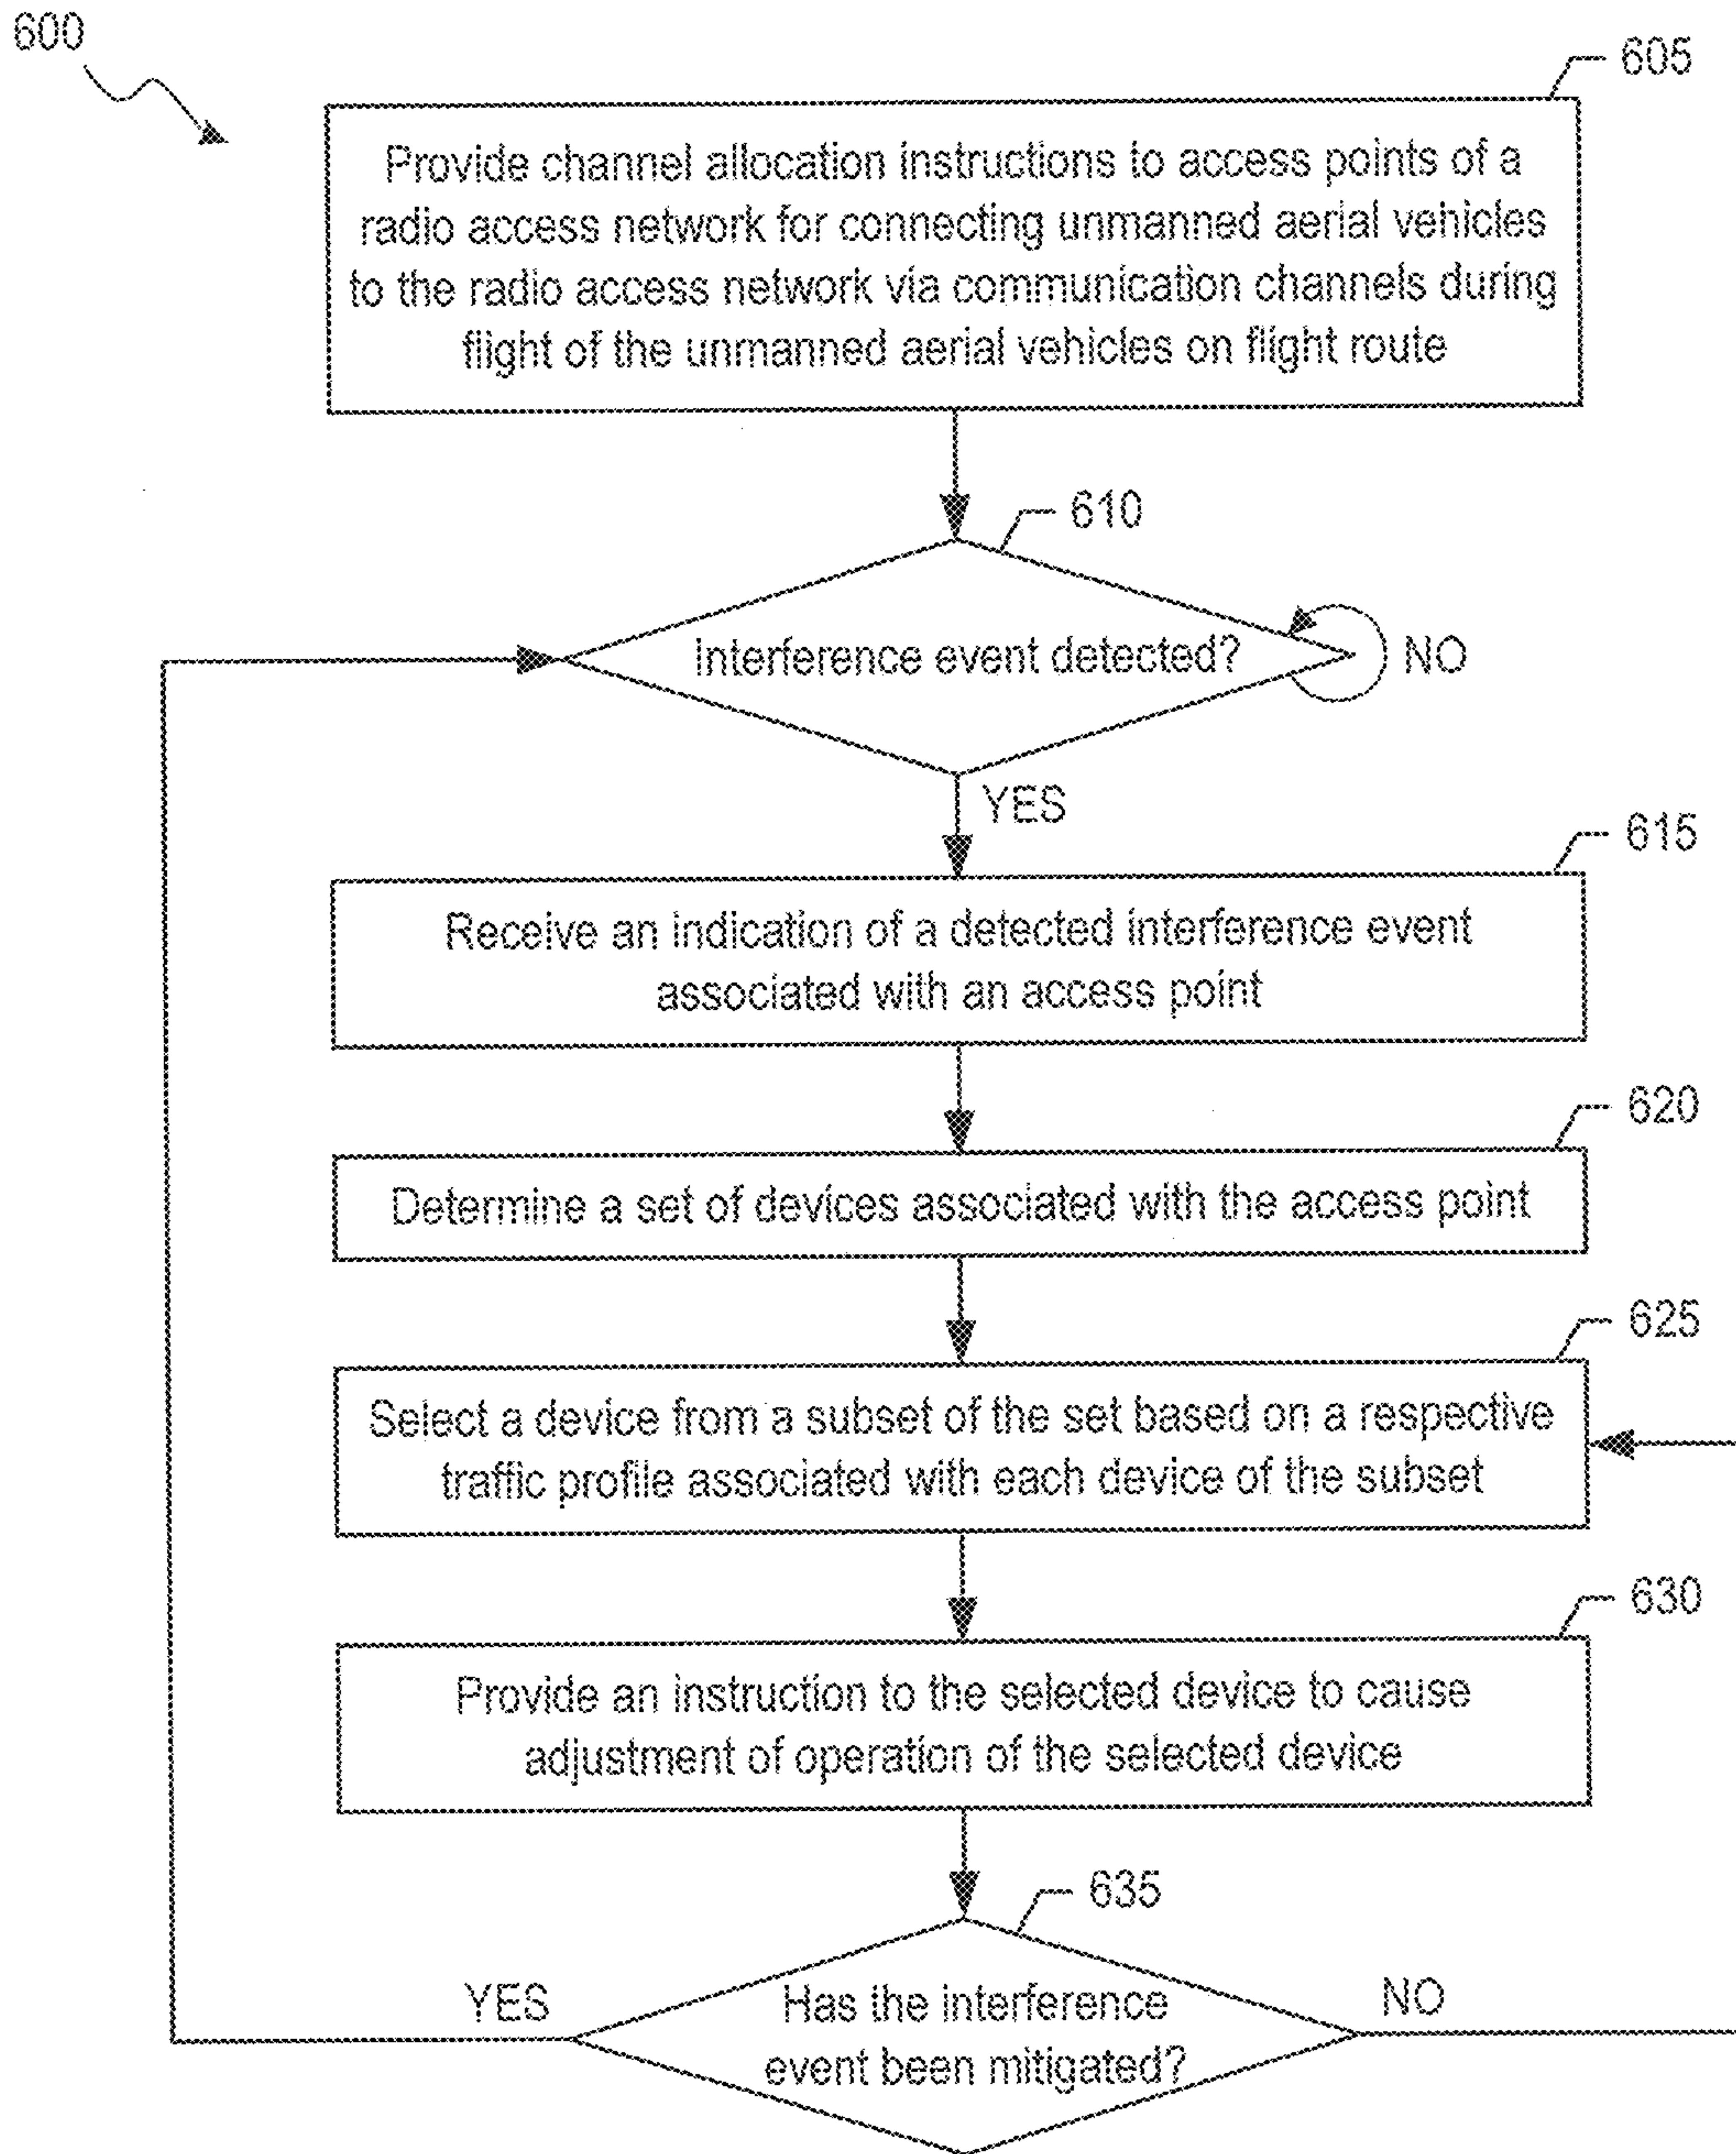 600
605
Provide channel allocation instructions to access points of a
radio access network for connecting unmanned aerial vehicles
to the radio access network via communication channels during
flight of the unmanned aerial vehicles on flight route
610
Interference event detected?
NO
YES
615
Receive an indication of a detected interference event
associated with an access point
620
Determine a set of devices associated with the access point
625
Select a device from a subset of the set based on a respective
traffic profile associated with each device of the subset
630
Provide an instruction to the selected device to cause
adjustment of operation of the selected device
635
YES
Has the interference
event been mitigated?
NO